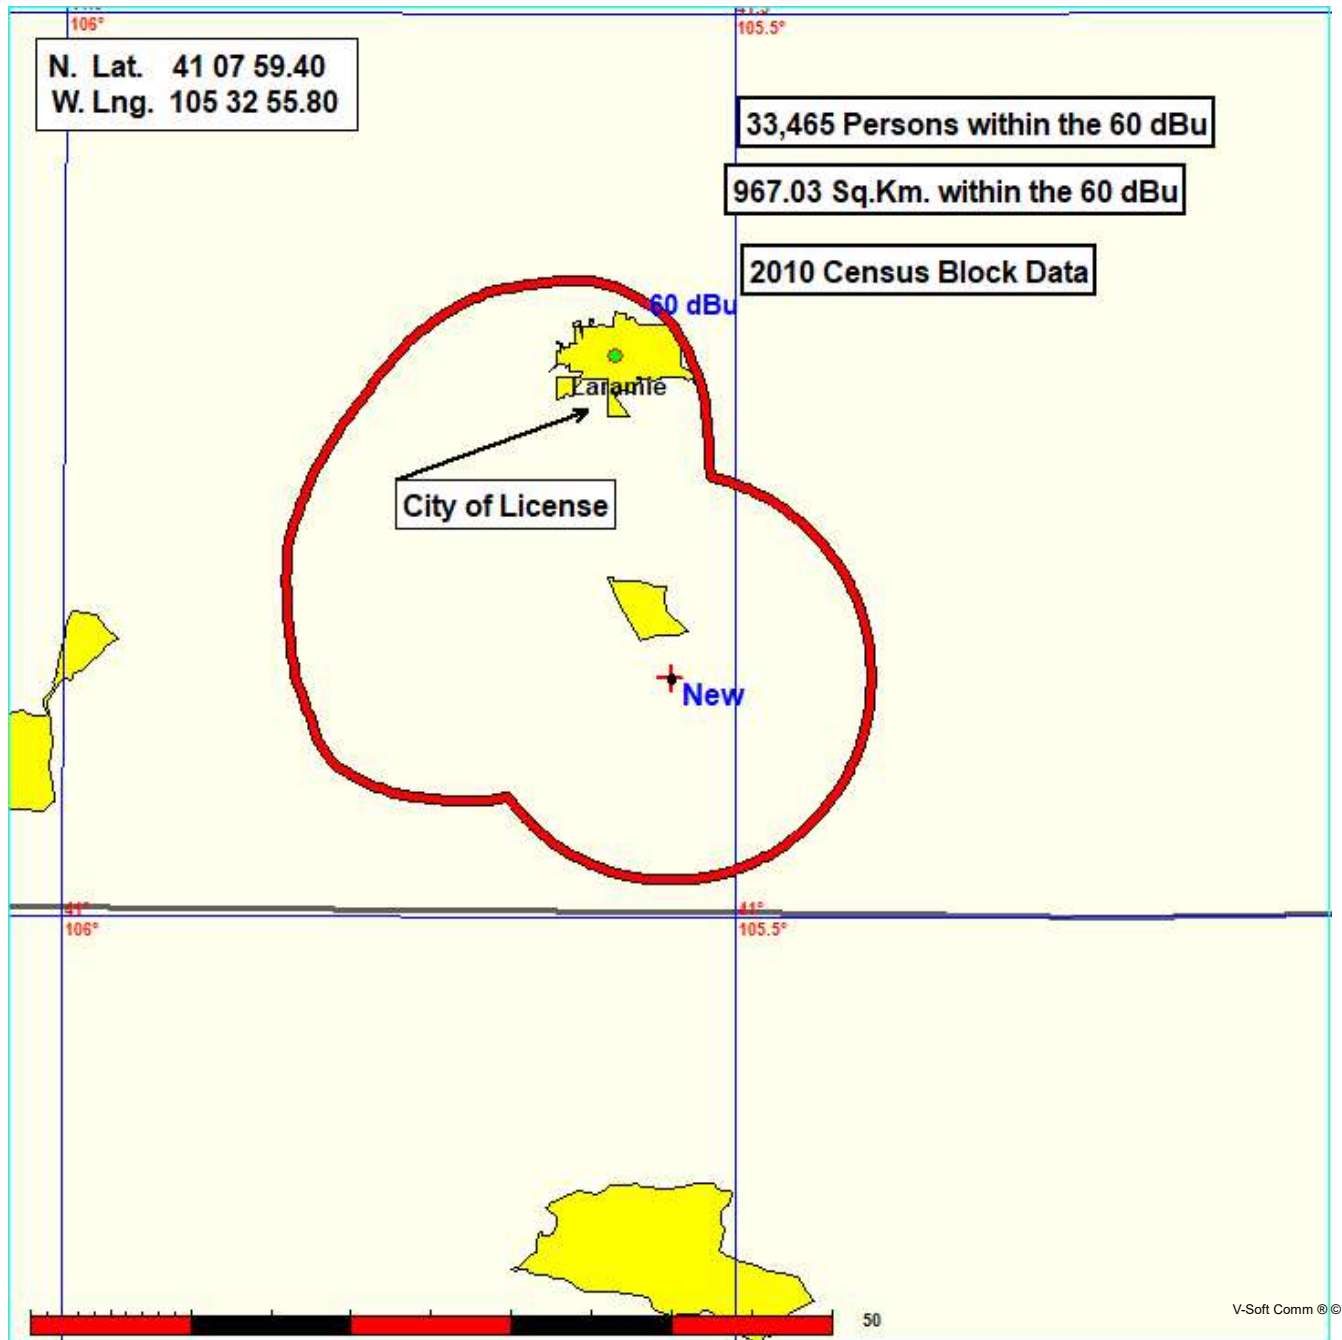 41.5°
106°
105.5°
N. Lat. 41 07 59.40
W. Lng. 105 32 55.80
33,465 Persons within the 60 dBu
967.03 Sq.Km. within the 60 dBu
2010 Census Block Data
60 dBu
Laramie
City of License
New
41°
106°
41°
105.5°
50
V-Soft Comm ® ©